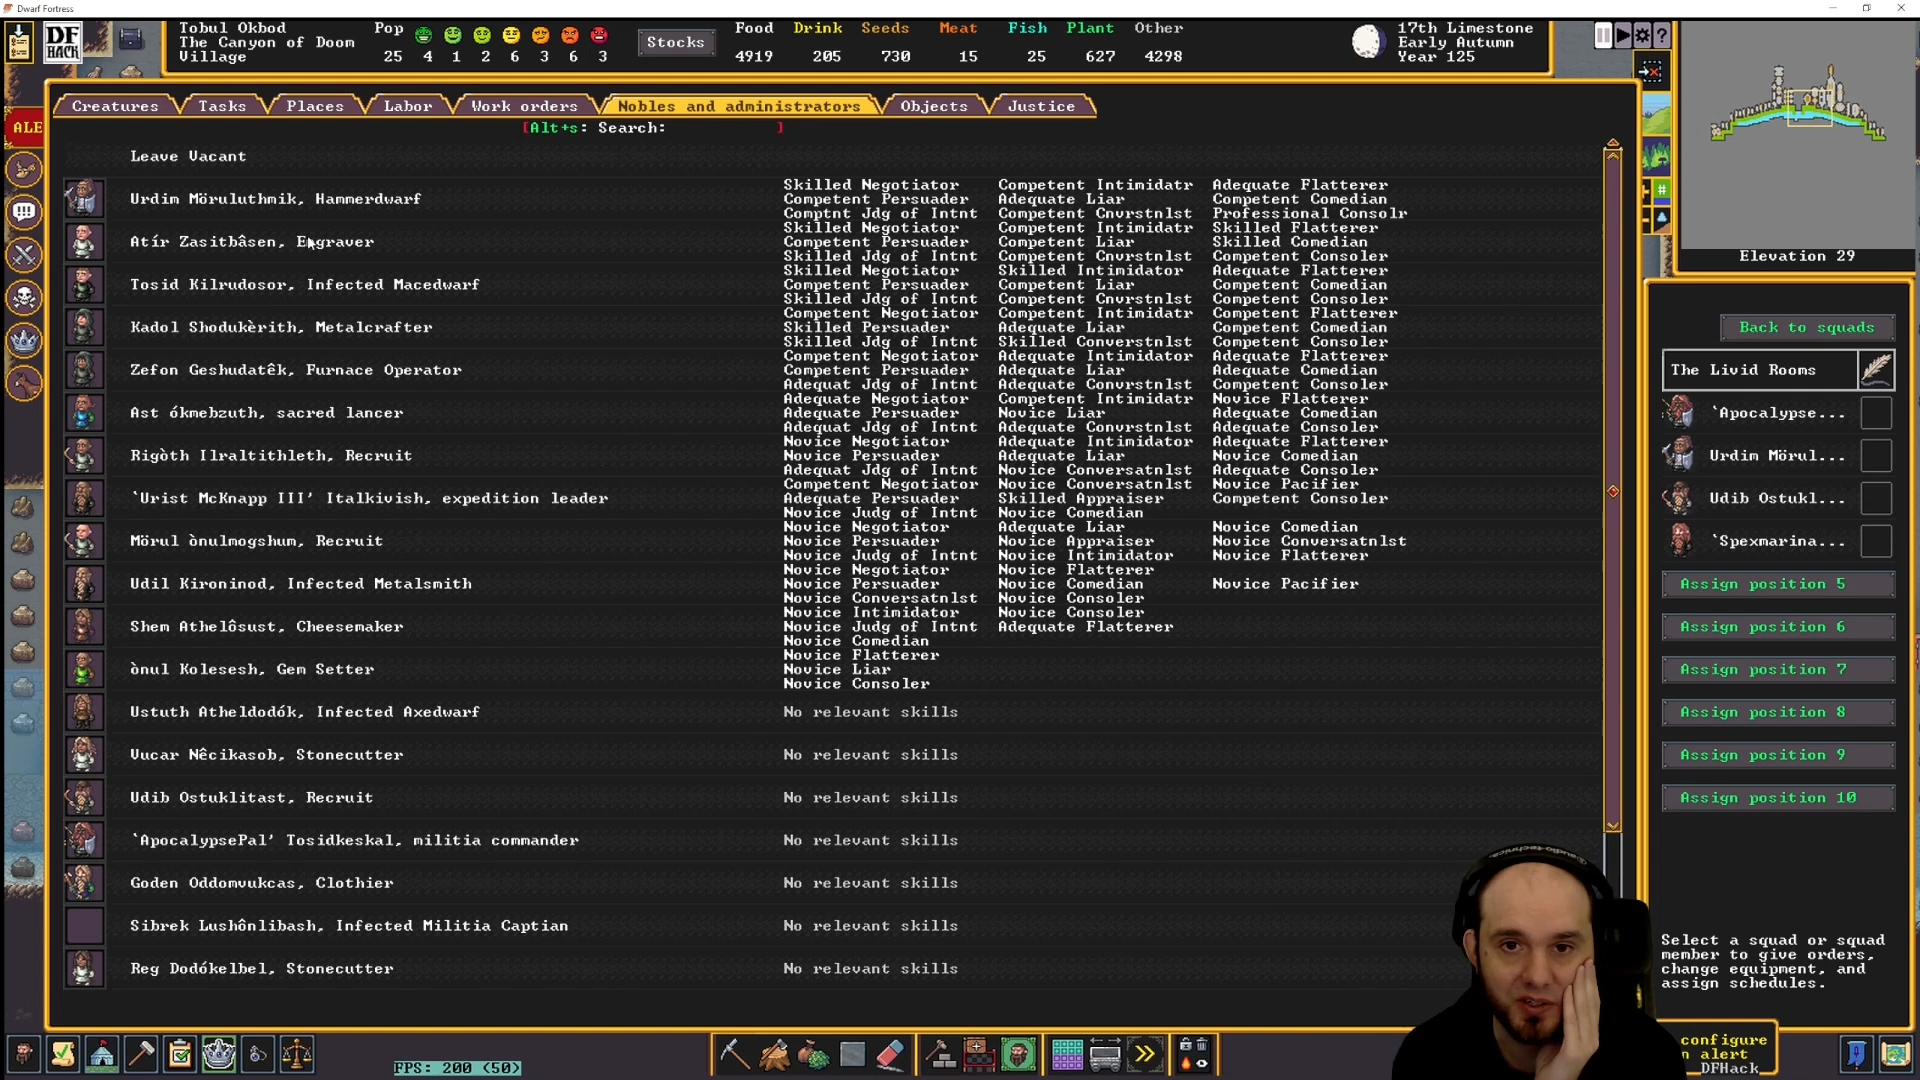 Dwarf Fortress
DF
HACK
Tobul Okbod
The Canyon of Doom
Village
Pop
25 4 1 2 6 3 6 3
Stocks
Food Drink Seeds Meat Fish Plant Other
4919 205 730 15 25 627 4298
17th Limestone
Early Autumn
Year 125
?
Creatures Tasks Places Labor Work orders Nobles and administrators Objects Justice
[Alt+s: Search: ]
ALE
Leave Vacant
Urdim Möruluthmik, Hammerdwarf
Skilled Negotiator Competent Intimidatr Adequate Flatterer
Competent Persuader Adequate Liar Competent Comedian
Comptnt Jdg of Intnt Competent Cnvrstnlst Professional Consolr
Atír Zasitbâsen, Engraver
Skilled Negotiator Competent Intimidatr Skilled Flatterer
Competent Persuader Competent Liar Skilled Comedian
Skilled Jdg of Intnt Competent Cnvrstnlst Competent Consoler
Tosid Kilrudosor, Infected Macedwarf
Skilled Negotiator Skilled Intimidator Adequate Flatterer
Competent Persuader Competent Liar Competent Comedian
Skilled Jdg of Intnt Competent Cnvrstnlst Competent Consoler
Kadol Shodukèrith, Metalcrafter
Competent Negotiator Competent Intimidatr Competent Flatterer
Skilled Persuader Adequate Liar Competent Comedian
Skilled Jdg of Intnt Skilled Converstnlst Competent Consoler
Zefon Geshudatêk, Furnace Operator
Competent Negotiator Adequate Intimidatr Adequate Flatterer
Competent Persuader Adequate Liar Adequate Comedian
Adequat Jdg of Intnt Adequate Convrstnlst Competent Consoler
Ast ókmebzuth, sacred lancer
Adequate Negotiator Competent Intimidatr Novice Flatterer
Adequate Persuader Novice Liar Adequate Comedian
Adequat Jdg of Intnt Adequate Convrstnlst Adequate Consoler
Rigòth Ilraltithleth, Recruit
Novice Negotiator Adequate Intimidatr Adequate Flatterer
Novice Persuader Adequate Liar Novice Comedian
Adequat Jdg of Intnt Novice Conversatnlst Adequate Consoler
`Urist McKnapp III' Italkivish, expedition leader
Competent Negotiator Novice Conversatnlst Novice Pacifier
Adequate Persuader Skilled Appraiser Competent Consoler
Novice Judg of Intnt Novice Comedian
Mörul ònulmogshum, Recruit
Novice Negotiator Adequate Liar Novice Comedian
Novice Persuader Novice Appraiser Novice Conversatnlst
Novice Judg of Intnt Novice Intimidator Novice Flatterer
Udil Kironinod, Infected Metalsmith
Novice Negotiator Novice Flatterer
Novice Persuader Novice Comedian Novice Pacifier
Novice Conversatnlst Novice Consoler
Shem Athelôsust, Cheesemaker
Novice Intimidator Novice Consoler
Novice Judg of Intnt Adequate Flatterer
Novice Comedian
ònul Kolesesh, Gem Setter
Novice Flatterer
Novice Liar
Novice Consoler
Ustuth Atheldodók, Infected Axedwarf No relevant skills
Vucar Nêcikasob, Stonecutter No relevant skills
Udib Ostuklitast, Recruit No relevant skills
`ApocalypsePal' Tosidkeskal, militia commander No relevant skills
Goden Oddomvukcas, Clothier No relevant skills
Sibrek Lushônlibash, Infected Militia Captian No relevant skills
Reg Dodókelbel, Stonecutter No relevant skills
Elevation 29
Back to squads
The Livid Rooms
`Apocalypse...
Urdim Mörul...
Udib Ostukl...
`Spexmarina...
Assign position 5
Assign position 6
Assign position 7
Assign position 8
Assign position 9
Assign position 10
Select a squad or squad
member to give orders,
change equipment, and
assign schedules.
FPS: 200 (50)
configure
n alert
DFHack